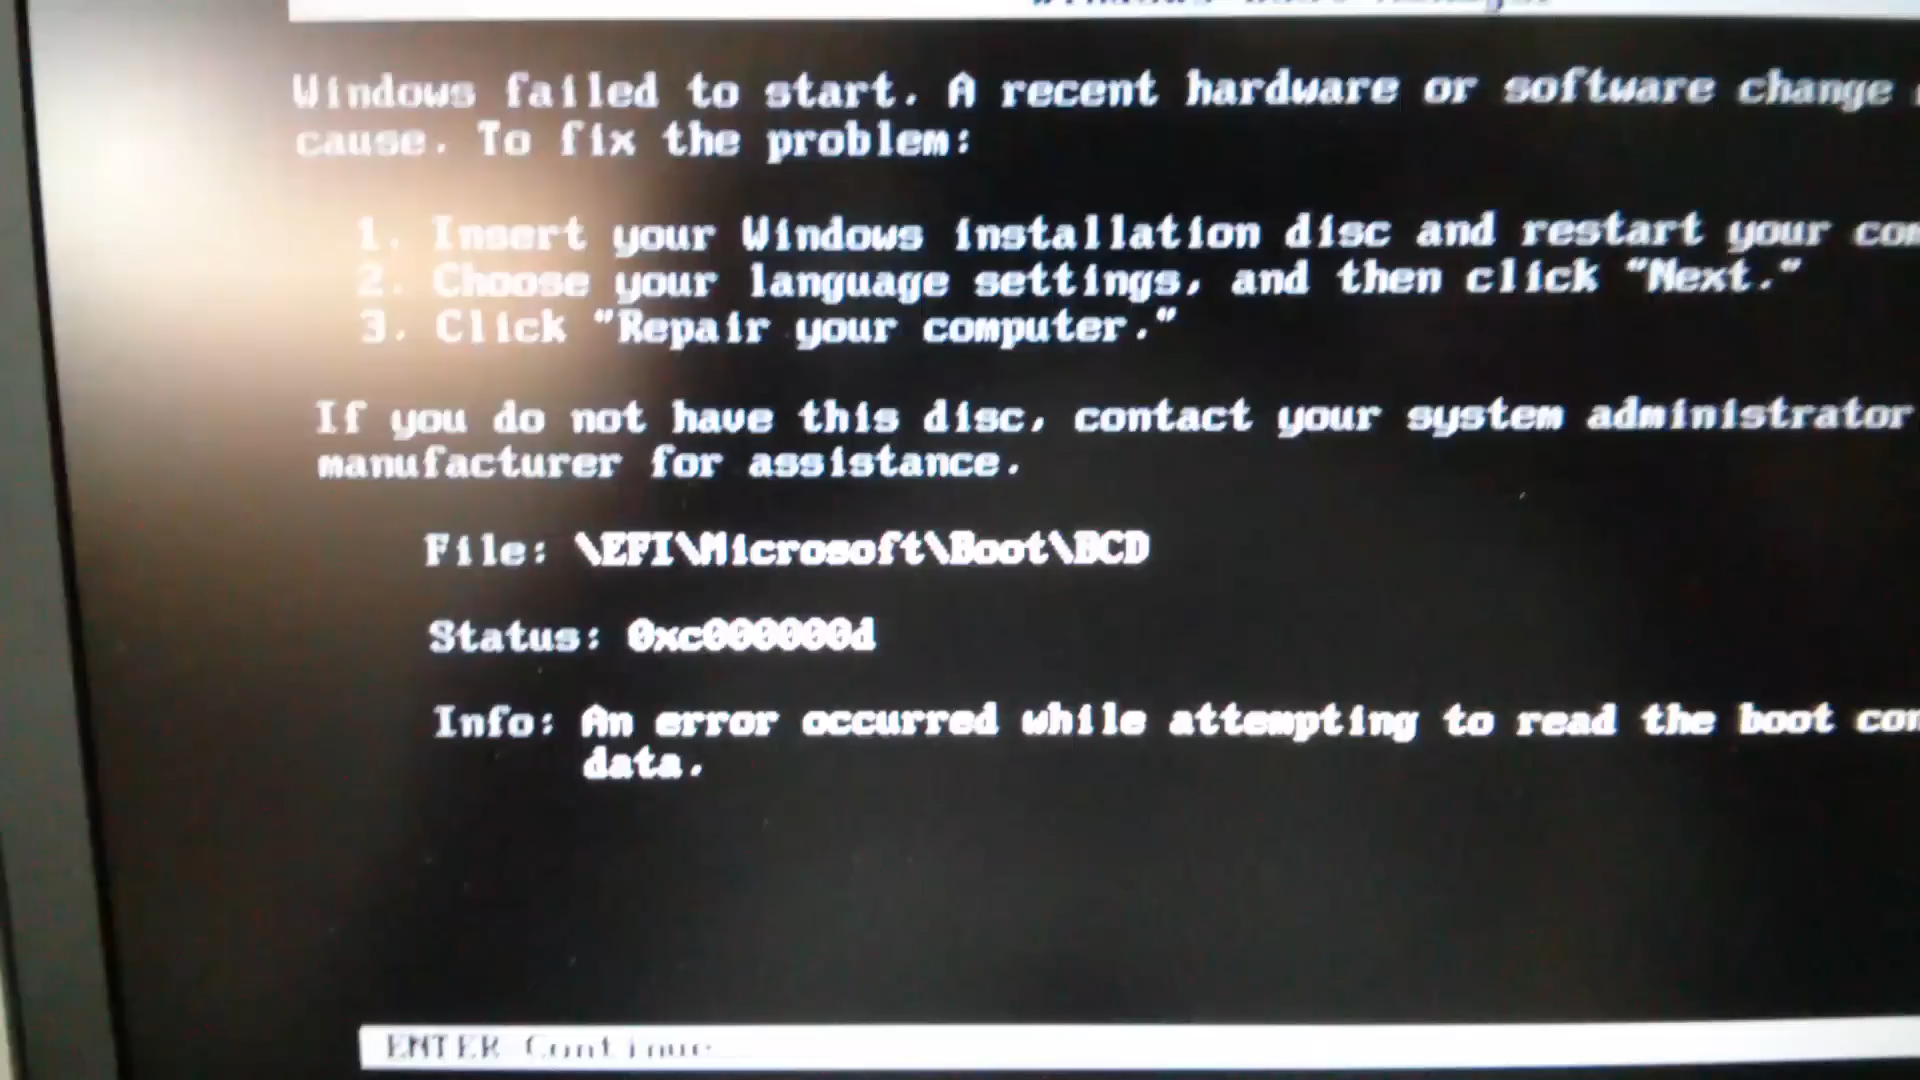 Windows failed to start. A recent hardware or software change
cause. To fix the problem:
1. Insert your Windows installation disc and restart your
2. Choose your language settings, and then click "Next."
3. Click "Repair your computer."
If you do not have this disc, contact your system administrator
manufacturer for assistance.
File: \EFI\Microsoft\Boot\BCD
Status: 0xc000000d
Info: An error occurred while attempting to read the boot
data.
ENTER Continue